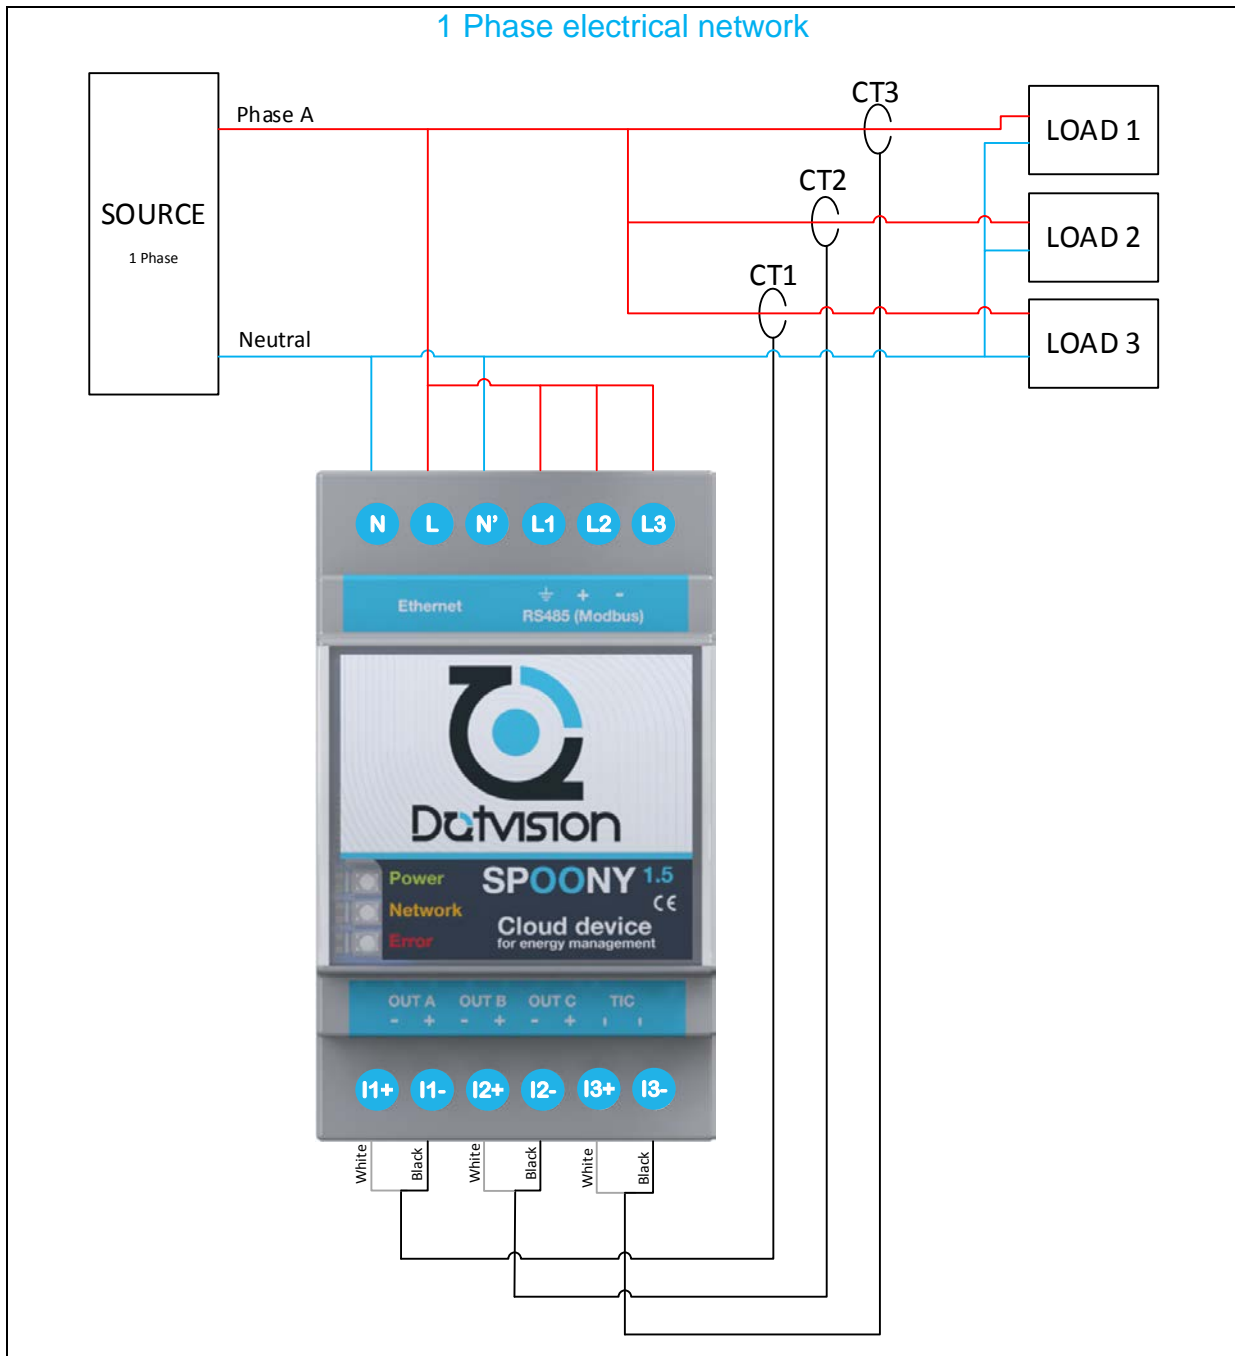 1 Phase electrical network
CT3
Phase A
LOAD 1
CT2
SOURCE
1 Phase
LOAD 2
CT1
Neutral
LOAD 3
N L N’ L1 L2 L3
Ethernet
+ -
RS485 (Modbus)
Datvision
Power
SPOONY 1.5
Network
CE
Cloud device
for energy management
Error
OUT A OUT B OUT C TIC
- + - + - + ı ı
I1+ I1- I2+ I2- I3+ I3-
White Black White Black White Black